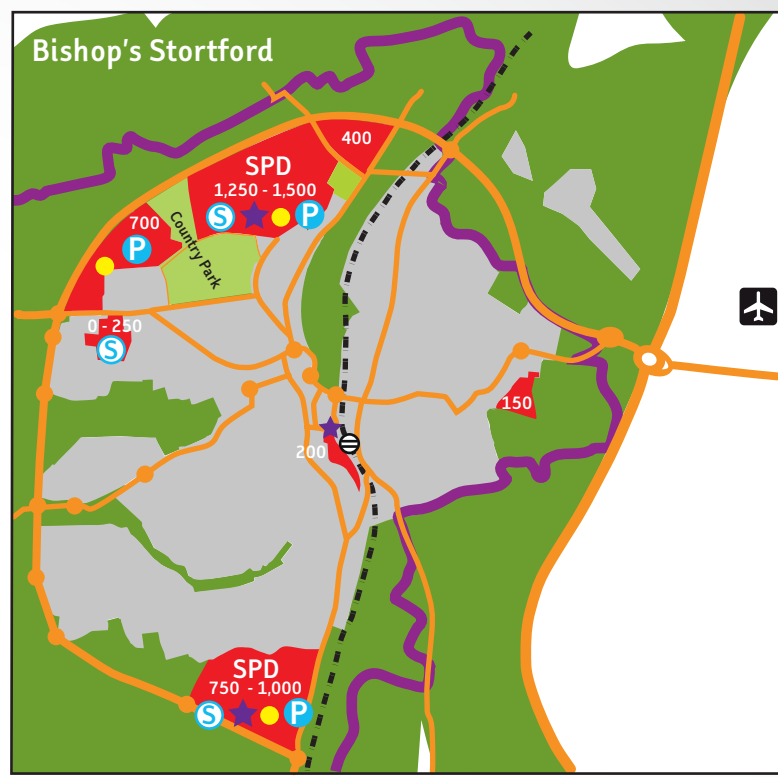 Bishop's Stortford
400
SPD
1,250 - 1,500
S P
700
P
Country Park
0 - 250
S
150
200
SPD
750 - 1,000
S P